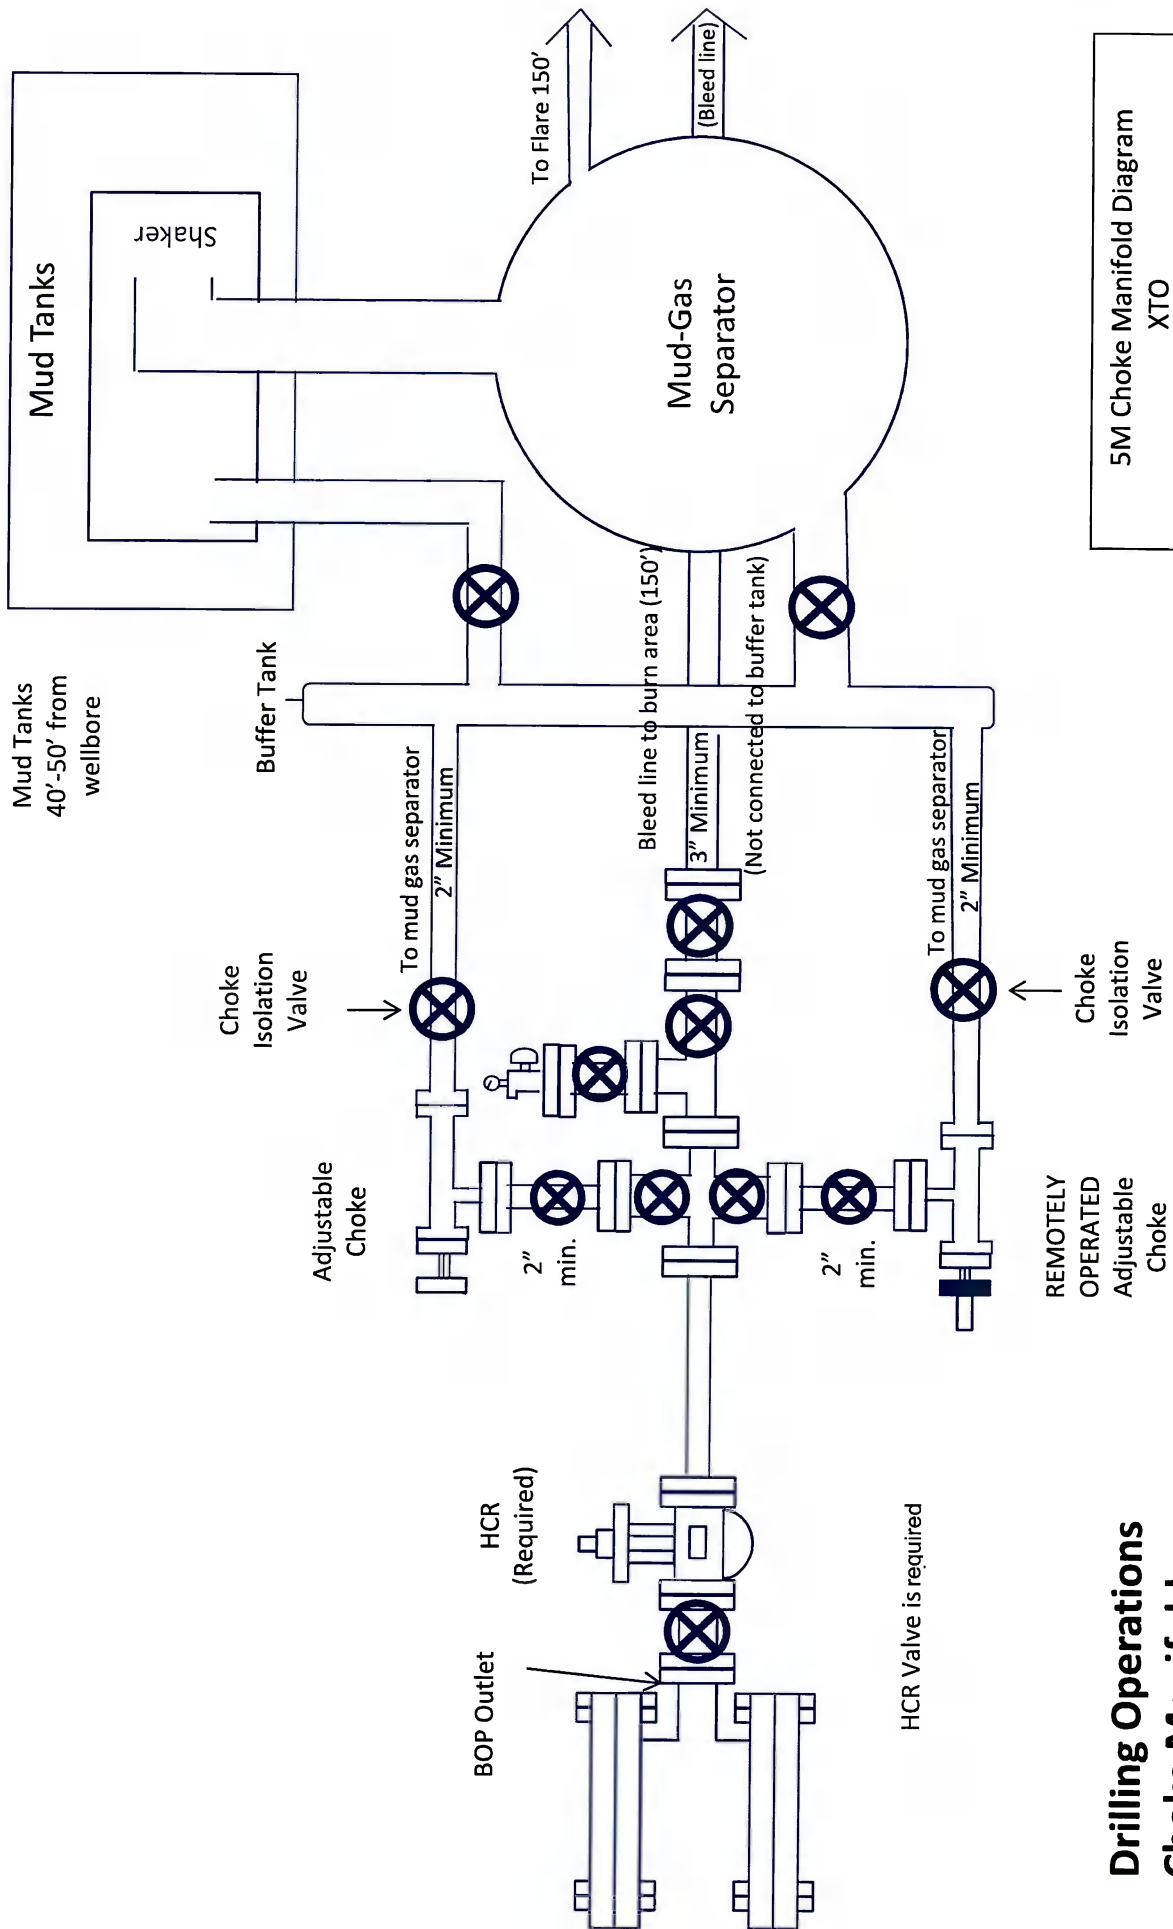 Mud Tanks
40’-50’ from
wellbore
Mud Tanks
Shaker
Buffer Tank
Choke
Isolation
Valve
To mud gas separator
2” Minimum
Adjustable
Choke
To Flare 150’
(Bleed line)
HCR
(Required)
BOP Outlet
2”
min.
Bleed line to burn area (150’)
3” Minimum
(Not connected to buffer tank)
Mud-Gas
Separator
2”
min.
HCR Valve is required
To mud gas separator
2” Minimum
REMOTELY
OPERATED
Adjustable
Choke
Choke
Isolation
Valve
Drilling Operations
Choke Manifold
5M Choke Manifold Diagram
XTO